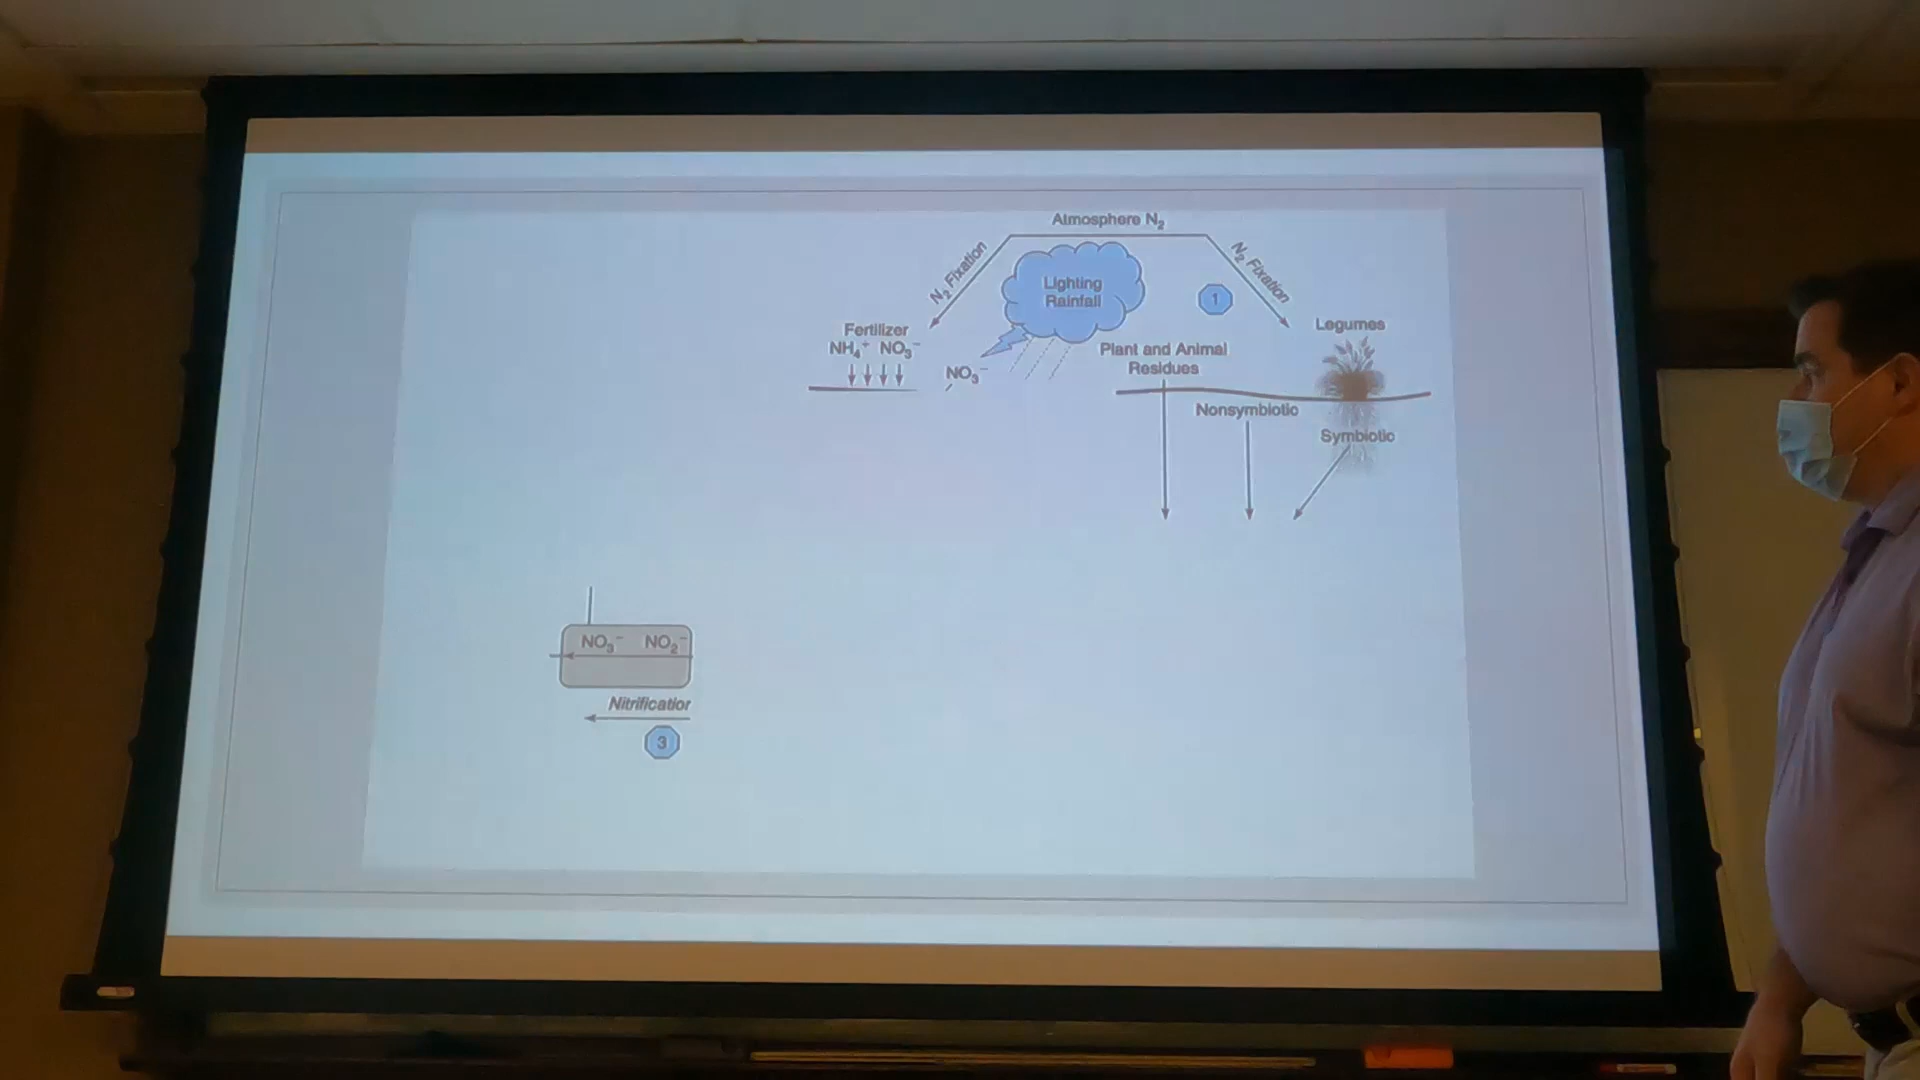 Atmosphere N₂
N₂ Fixation
N₂ Fixation
Lighting
Rainfall
1
Fertilizer
NH₄⁺ NO₃⁻
NO₃⁻
Plant and Animal
Residues
Legumes
Nonsymbiotic
Symbiotic
NO₃⁻ NO₂⁻
Nitrification
3